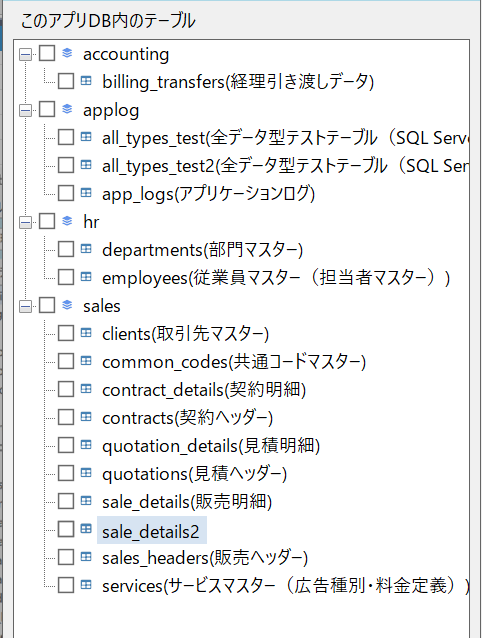 このアプリDB内のテーブル
accounting
billing_transfers(経理引き渡しデータ)
applog
all_types_test(全データ型テストテーブル（SQL Serve
all_types_test2(全データ型テストテーブル（SQL Ser
app_logs(アプリケーションログ)
hr
departments(部門マスター)
employees(従業員マスター（担当者マスター）)
sales
clients(取引先マスター)
common_codes(共通コードマスター)
contract_details(契約明細)
contracts(契約ヘッダー)
quotation_details(見積明細)
quotations(見積ヘッダー)
sale_details(販売明細)
sale_details2
sales_headers(販売ヘッダー)
services(サービスマスター（広告種別・料金定義）)